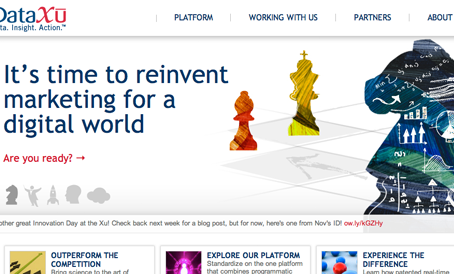 DataXu
ta. Insight. Action.™
PLATFORM
WORKING WITH US
PARTNERS
ABOUT
It's time to reinvent
marketing for a
digital world
Are you ready? →
other great Innovation Day at the Xu! Check back next week for a blog post, but for now, here's one from Nov's ID! ow.ly/kGZHy
OUTPERFORM THE
COMPETITION
Bring science to the art of
EXPLORE OUR PLATFORM
Standardize on the one platform
that combines programmatic
EXPERIENCE THE
DIFFERENCE
Learn how patented real-time